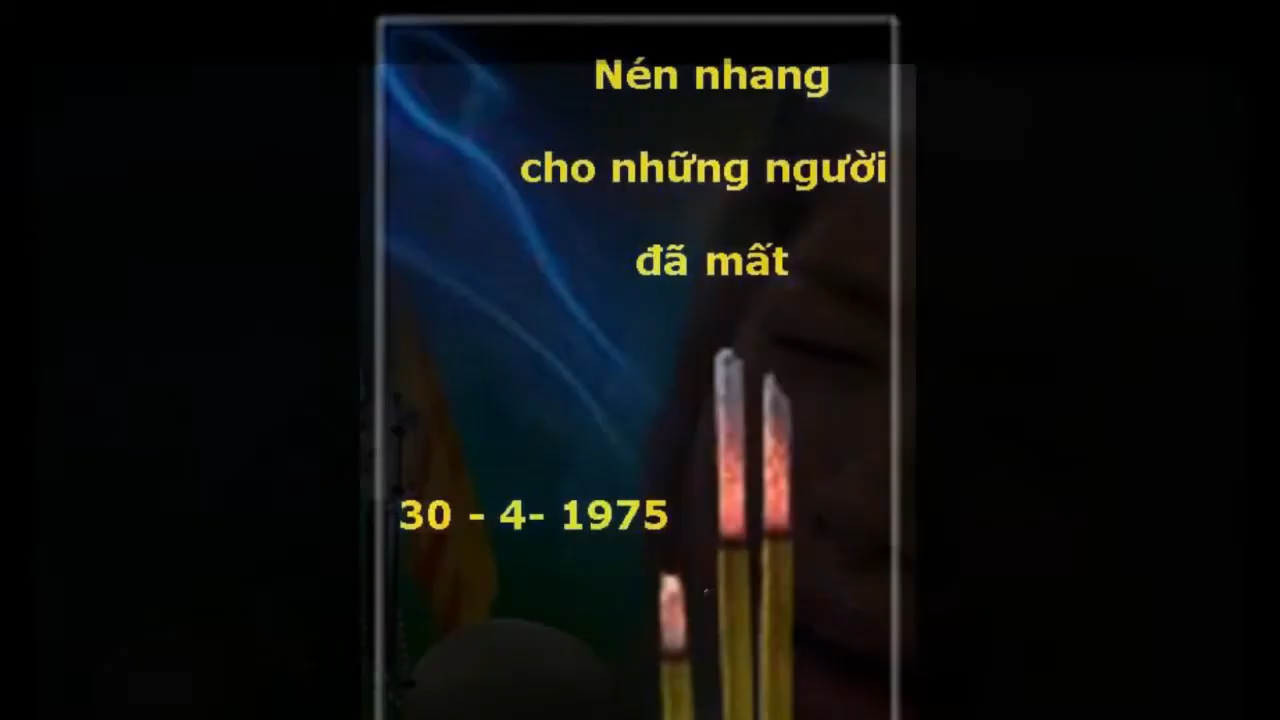 Nén nhang
cho những người
đã mất
30 - 4- 1975